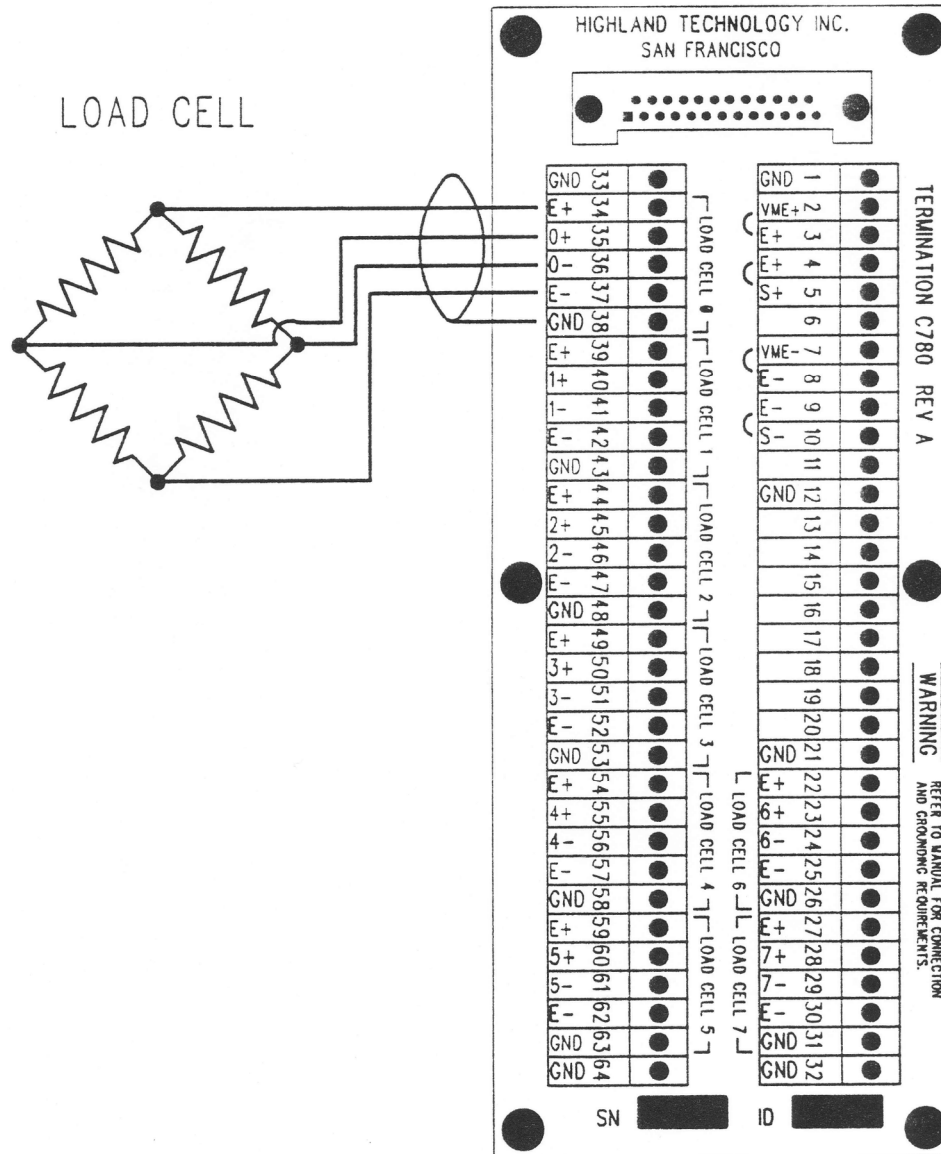 HIGHLAND TECHNOLOGY INC.
SAN FRANCISCO
LOAD CELL
GND 33
E+ 34
0+ 35
0- 36
E- 37
GND 38
E+ 39
1+ 40
1- 41
E- 42
GND 43
E+ 44
2+ 45
2- 46
E- 47
GND 48
E+ 49
3+ 50
3- 51
E- 52
GND 53
E+ 54
4+ 55
4- 56
E- 57
GND 58
E+ 59
5+ 60
5- 61
E- 62
GND 63
GND 64
LOAD CELL 0
LOAD CELL 1
LOAD CELL 2
LOAD CELL 3
LOAD CELL 4
LOAD CELL 5
LOAD CELL 6
LOAD CELL 7
GND 1
VME+ 2
E+ 3
E+ 4
S+ 5
6
VME- 7
E- 8
E- 9
S- 10
11
GND 12
13
14
15
16
17
18
19
20
GND 21
E+ 22
6+ 23
6- 24
E- 25
GND 26
E+ 27
7+ 28
7- 29
E- 30
GND 31
GND 32
TERMINATION C780 REV A
WARNING
REFER TO MANUAL FOR CONNECTION
AND GROUNDING REQUIREMENTS.
SN
ID